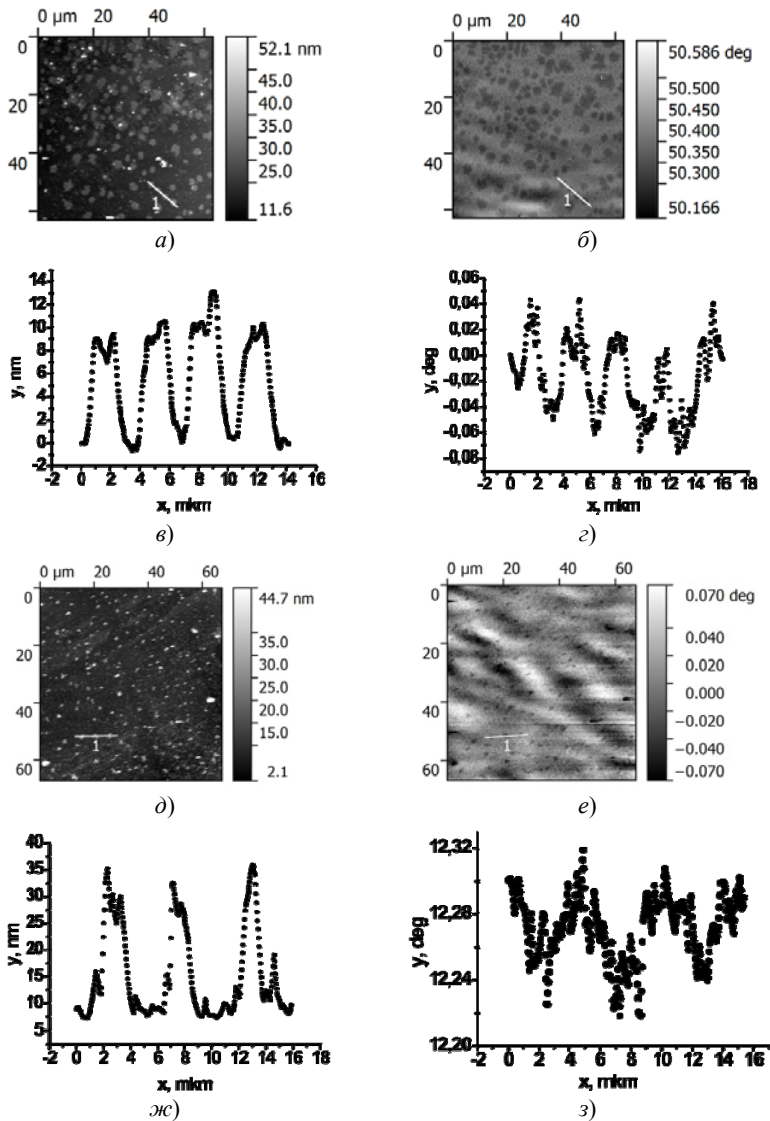 0 µm 20 40
0
20
40
52.1 nm
45.0
40.0
35.0
30.0
25.0
11.6
1
а)
0 µm 20 40
0
20
40
50.586 deg
50.500
50.450
50.400
50.350
50.300
50.166
1
б)
14
12
10
8
6
4
2
0
-2
y, nm
-2 0 2 4 6 8 10 12 14 16
x, mkm
в)
0,06
0,04
0,02
0,00
-0,02
-0,04
-0,06
-0,08
y, deg
-2 0 2 4 6 8 10 12 14 16 18
x, mkm
г)
0 µm 20 40 60
0
20
40
60
44.7 nm
35.0
30.0
25.0
20.0
15.0
2.1
1
д)
0 µm 20 40 60
0
20
40
60
0.070 deg
0.040
0.020
0.000
−0.020
−0.040
−0.070
1
е)
40
35
30
25
20
15
10
5
y, nm
-2 0 2 4 6 8 10 12 14 16 18
x, mkm
ж)
12,32
12,28
12,24
12,20
y, deg
-2 0 2 4 6 8 10 12 14 16
x, mkm
з)